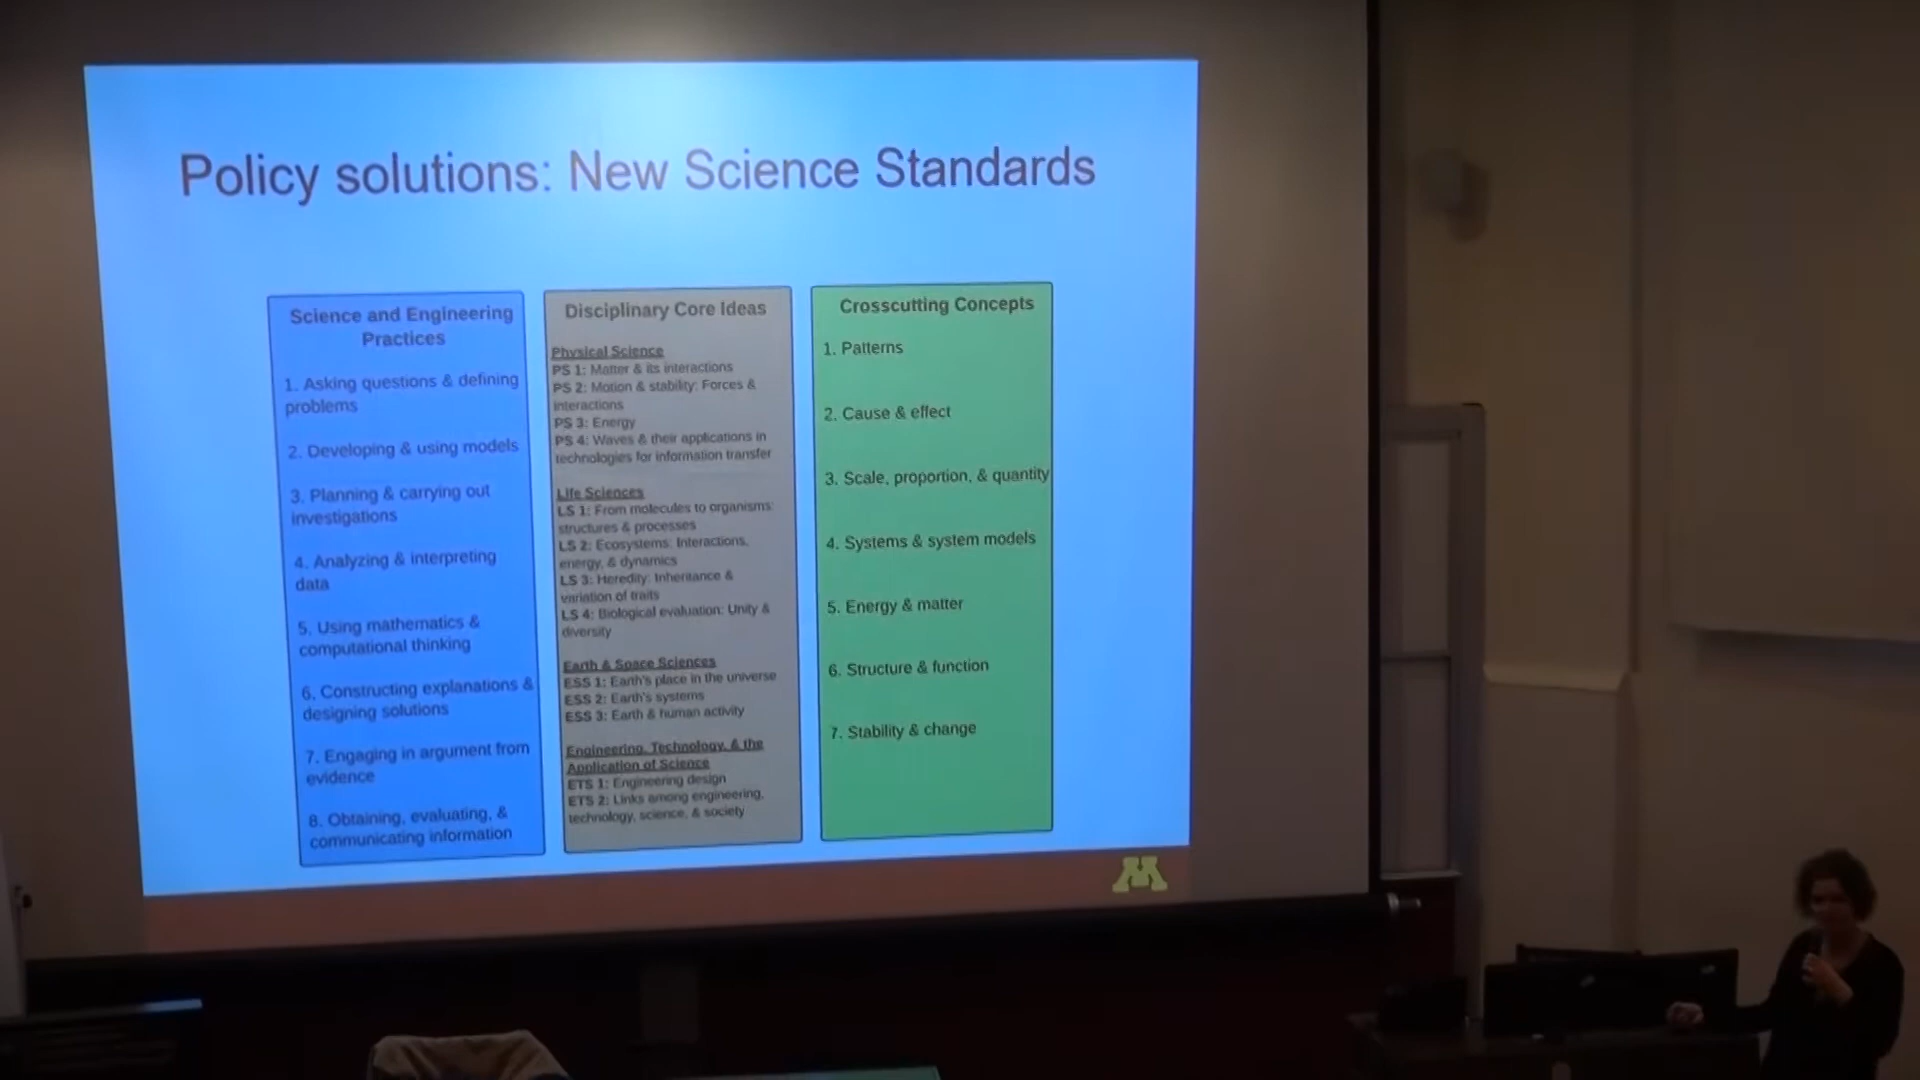 Policy solutions: New Science Standards
Science and Engineering
Practices
1. Asking questions & defining
problems
2. Developing & using models
3. Planning & carrying out
investigations
4. Analyzing & interpreting
data
5. Using mathematics &
computational thinking
6. Constructing explanations &
designing solutions
7. Engaging in argument from
evidence
8. Obtaining, evaluating, &
communicating information
Disciplinary Core Ideas
Physical Science
PS 1: Matter & its interactions
PS 2: Motion & stability: Forces &
interactions
PS 3: Energy
PS 4: Waves & their applications in
technologies for information transfer
Life Sciences
LS 1: From molecules to organisms:
structures & processes
LS 2: Ecosystems: Interactions,
energy, & dynamics
LS 3: Heredity: Inheritance &
variation of traits
LS 4: Biological evaluation: Unity &
diversity
Earth & Space Sciences
ESS 1: Earth's place in the universe
ESS 2: Earth's systems
ESS 3: Earth & human activity
Engineering, Technology, & the
Application of Science
ETS 1: Engineering design
ETS 2: Links among engineering,
technology, science, & society
Crosscutting Concepts
1. Patterns
2. Cause & effect
3. Scale, proportion, & quantity
4. Systems & system models
5. Energy & matter
6. Structure & function
7. Stability & change
M